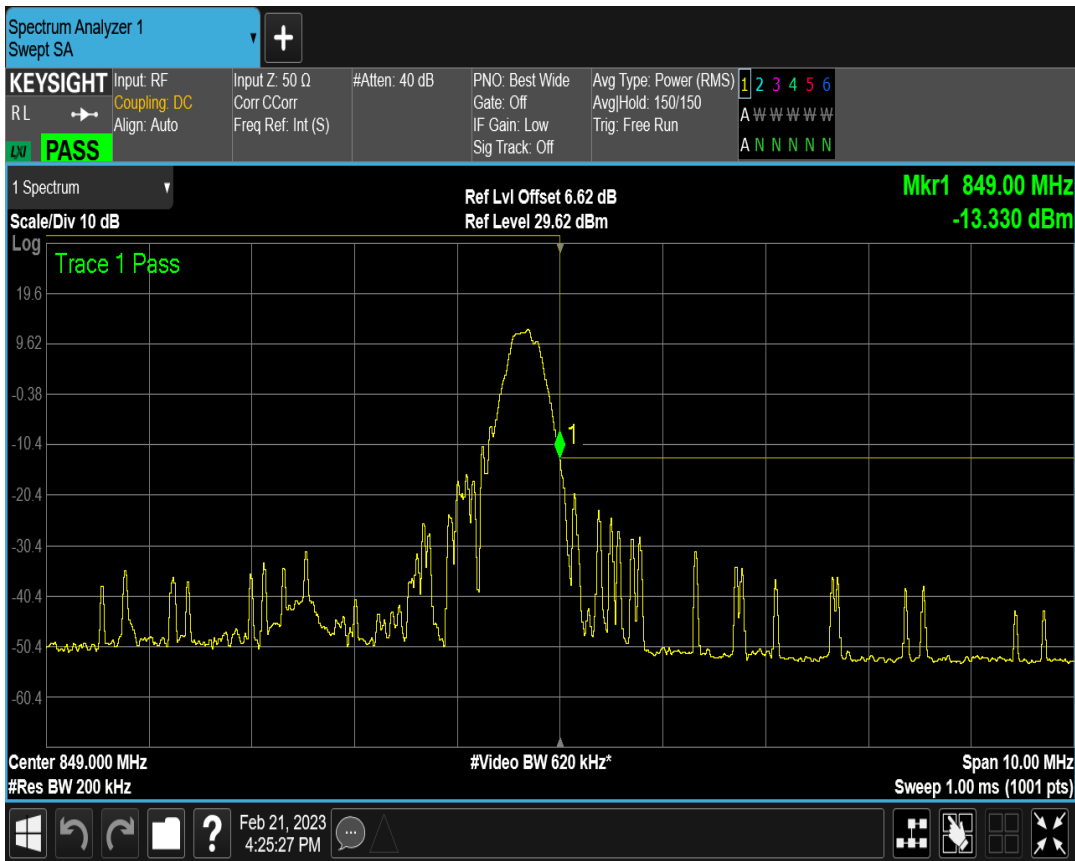 Spectrum Analyzer 1
Swept SA
+
KEYSIGHT
RL
LXI PASS
Input: RF
Coupling: DC
Align: Auto
Input Z: 50 Ω
Corr CCorr
Freq Ref: Int (S)
#Atten: 40 dB
PNO: Best Wide
Gate: Off
IF Gain: Low
Sig Track: Off
Avg Type: Power (RMS)
Avg|Hold: 150/150
Trig: Free Run
1 2 3 4 5 6
A W W W W W
A N N N N N
1 Spectrum
Scale/Div 10 dB
Ref Lvl Offset 6.62 dB
Ref Level 29.62 dBm
Mkr1 849.00 MHz
-13.330 dBm
Log
Trace 1 Pass
19.6
9.62
-0.38
-10.4
1
-20.4
-30.4
-40.4
-50.4
-60.4
Center 849.000 MHz
#Video BW 620 kHz*
Span 10.00 MHz
#Res BW 200 kHz
Sweep 1.00 ms (1001 pts)
?
Feb 21, 2023
4:25:27 PM